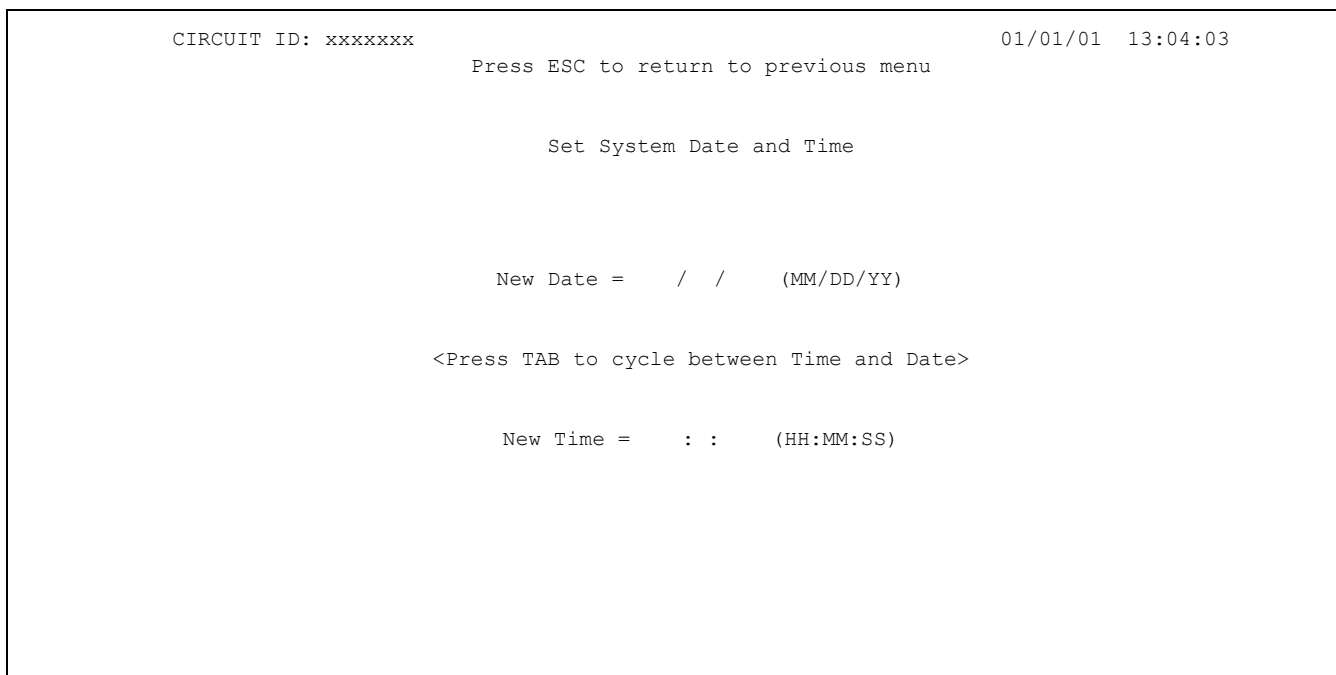 CIRCUIT ID: xxxxxxx 01/01/01 13:04:03
Press ESC to return to previous menu
Set System Date and Time
New Date = / / (MM/DD/YY)
<Press TAB to cycle between Time and Date>
New Time = : : (HH:MM:SS)